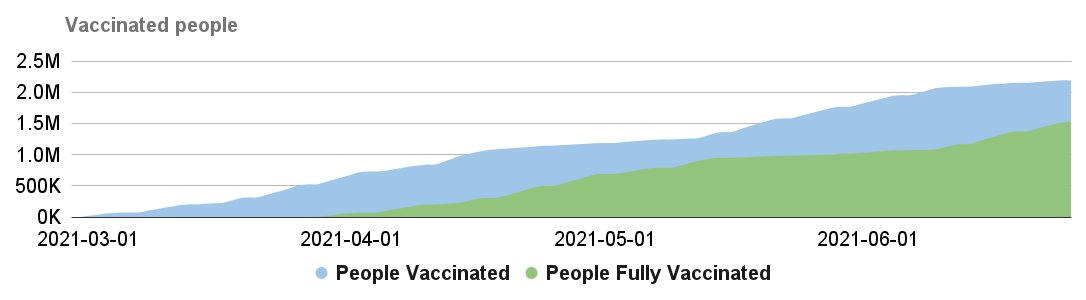 Vaccinated people
2.5M
2.0M
1.5M
1.0M
500K
0K
2021-03-01 2021-04-01 2021-05-01 2021-06-01
People Vaccinated People Fully Vaccinated